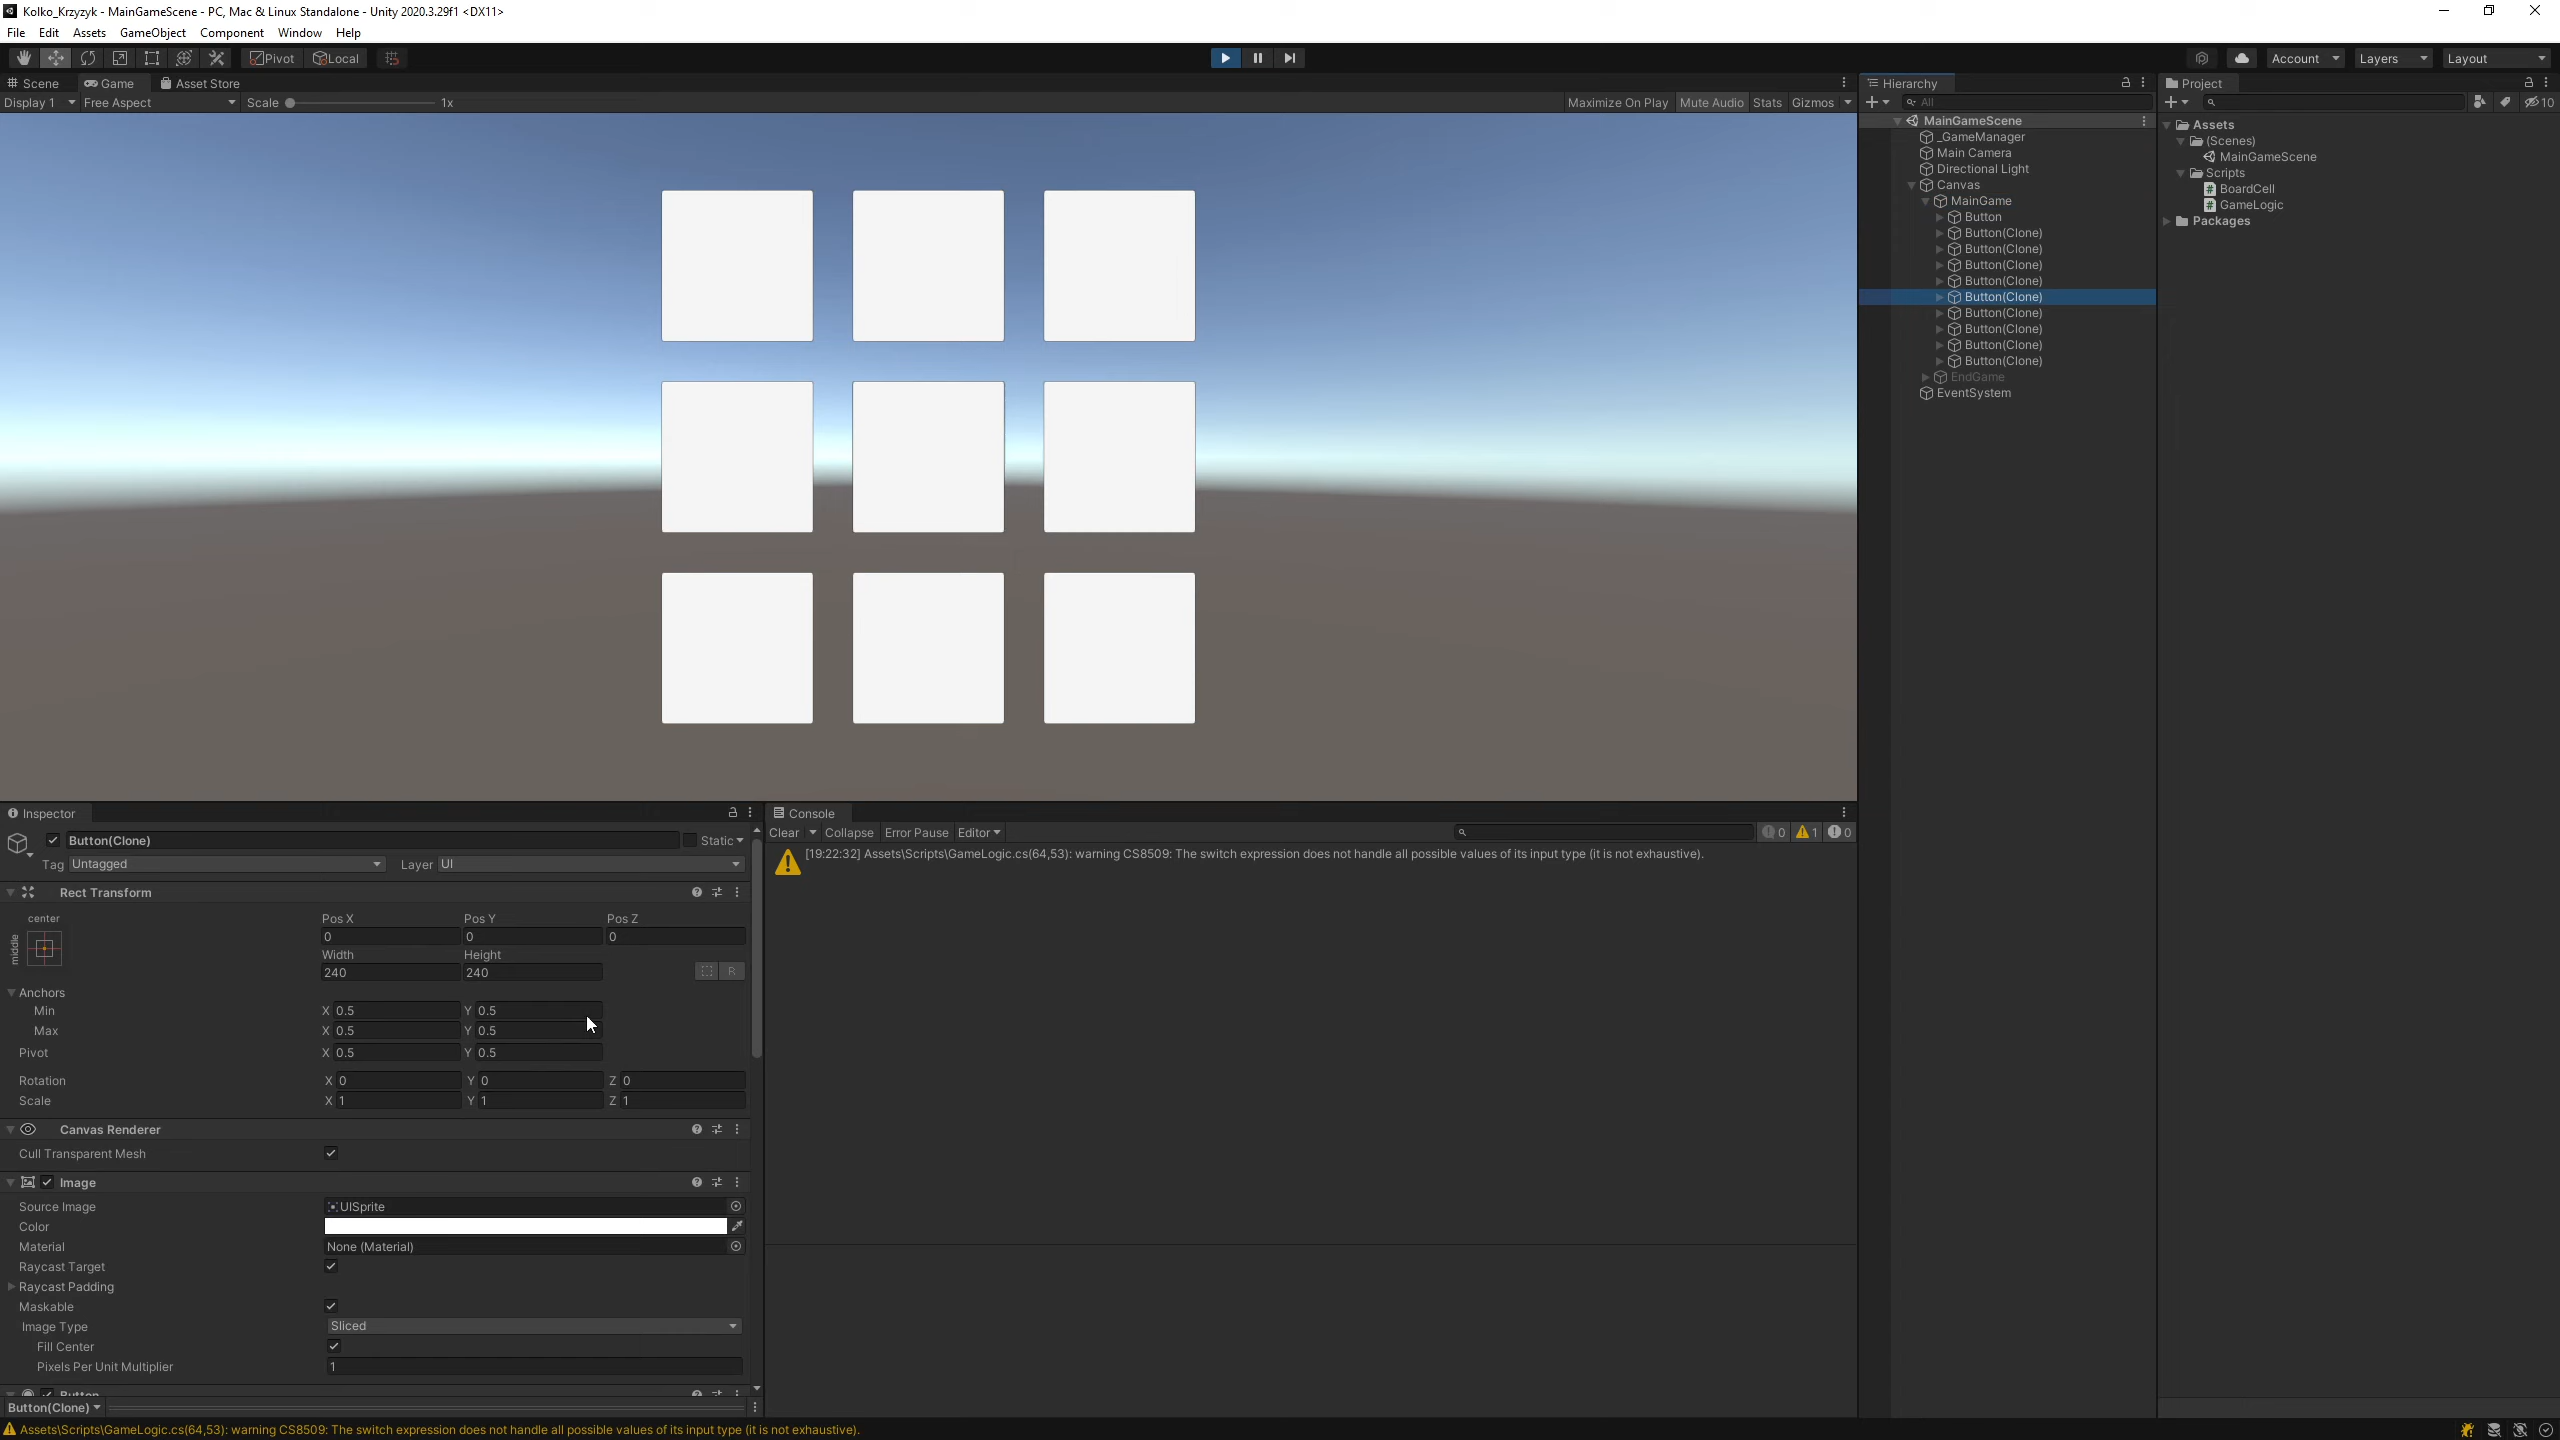 Kolko_Krzyzyk - MainGameScene - PC, Mac & Linux Standalone - Unity 2020.3.29f1 <DX11>
File Edit Assets GameObject Component Window Help
Pivot Local Account Layers Layout
Scene Game Asset Store
Display 1 Free Aspect Scale 1x Maximize On Play Mute Audio Stats Gizmos
Hierarchy
All
MainGameScene
_GameManager
Main Camera
Directional Light
Canvas
MainGame
Button
Button(Clone)
Button(Clone)
Button(Clone)
Button(Clone)
Button(Clone)
Button(Clone)
Button(Clone)
Button(Clone)
Button(Clone)
EndGame
EventSystem
Project
10
Assets
(Scenes)
MainGameScene
Scripts
BoardCell
GameLogic
Packages
Inspector
Button(Clone) Static
Tag Untagged Layer UI
Rect Transform
center
middle
Pos X Pos Y Pos Z
0 0 0
Width Height
240 240 R
Anchors
Min X 0.5 Y 0.5
Max X 0.5 Y 0.5
Pivot X 0.5 Y 0.5
Rotation X 0 Y 0 Z 0
Scale X 1 Y 1 Z 1
Canvas Renderer
Cull Transparent Mesh
Image
Source Image UISprite
Color
Material None (Material)
Raycast Target
Raycast Padding
Maskable
Image Type Sliced
Fill Center
Pixels Per Unit Multiplier 1
Button
Button(Clone)
Console
Clear Collapse Error Pause Editor 0 1 0
[19:22:32] Assets\Scripts\GameLogic.cs(64,53): warning CS8509: The switch expression does not handle all possible values of its input type (it is not exhaustive).
Assets\Scripts\GameLogic.cs(64,53): warning CS8509: The switch expression does not handle all possible values of its input type (it is not exhaustive).